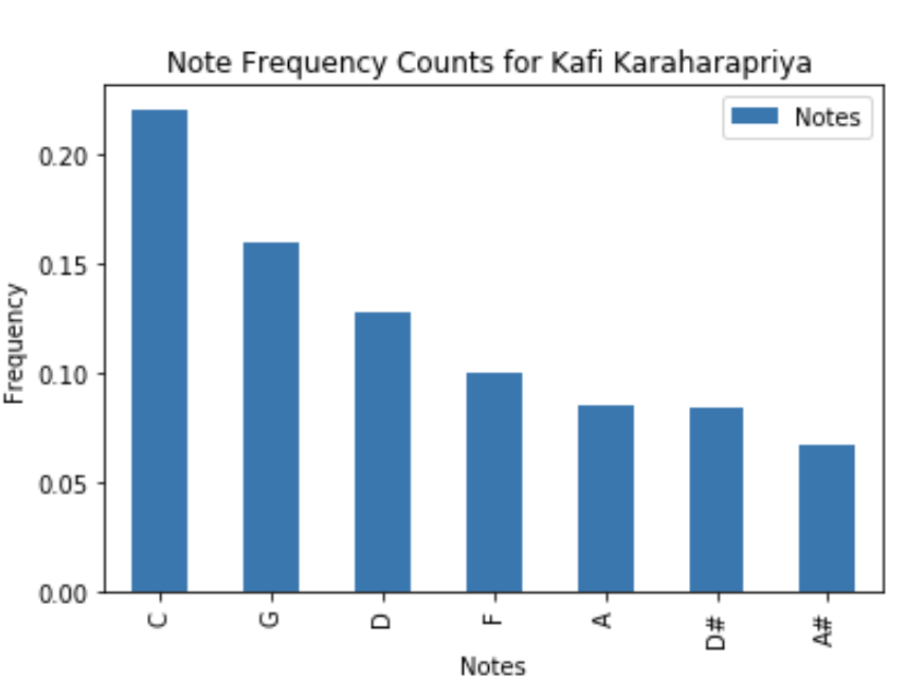 Note Frequency Counts for Kafi Karaharapriya
Notes
0.20
0.15
0.10
0.05
0.00
Frequency
C
G
D
F
A
D#
A#
Notes